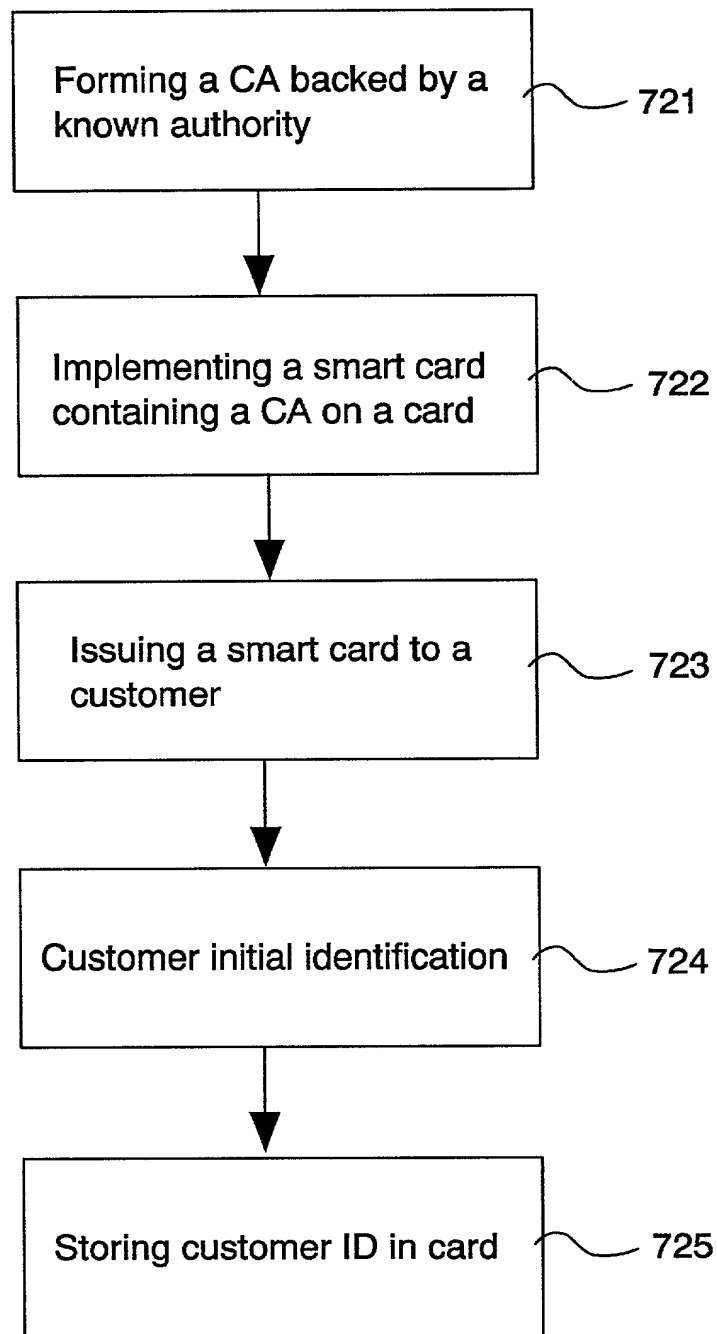 Forming a CA backed by a
known authority
721
Implementing a smart card
containing a CA on a card
722
Issuing a smart card to a
customer
723
Customer initial identification
724
Storing customer ID in card
725